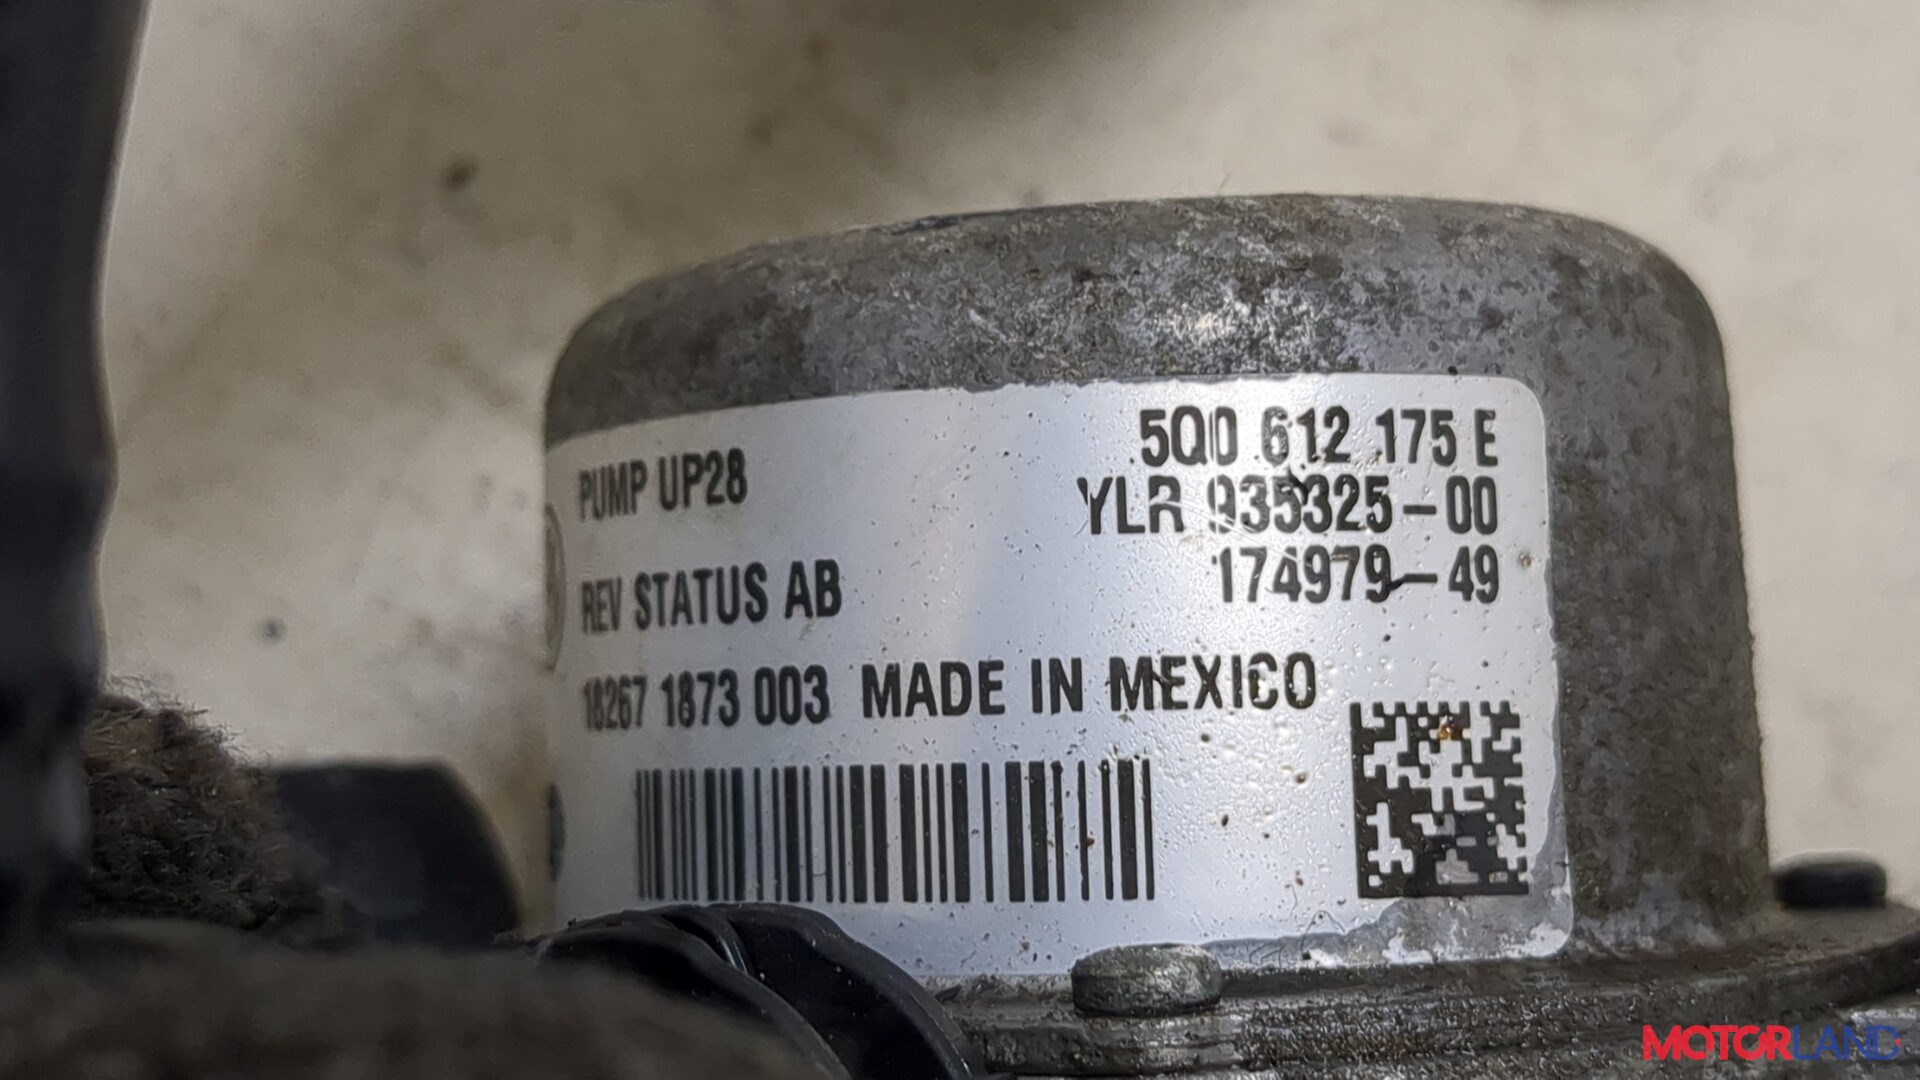 5Q0 612 175 E
PUMP UP28
YLR 935325-00
174979-49
REV STATUS AB
18267 1873 003 MADE IN MEXICO
MOTORLAND